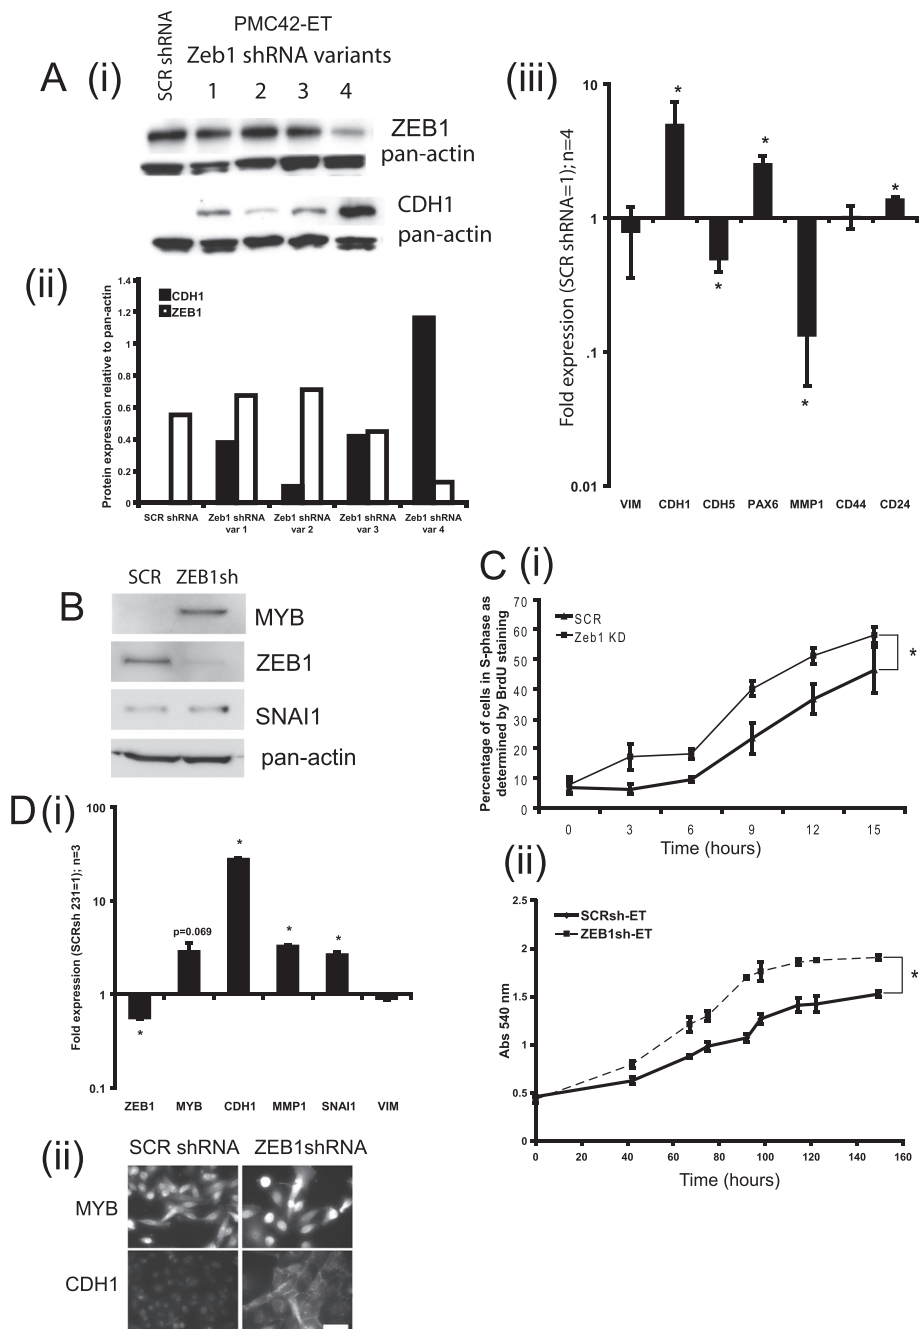 A (i)
SCR shRNA
PMC42-ET
Zeb1 shRNA variants
1 2 3 4
ZEB1
pan-actin
CDH1
pan-actin
(ii)
Protein expression relative to pan-actin
1.4
1.2
1
0.8
0.6
0.4
0.2
0
CDH1
ZEB1
SCR shRNA
Zeb1 shRNA var 1
Zeb1 shRNA var 2
Zeb1 shRNA var 3
Zeb1 shRNA var 4
(iii)
Fold expression (SCR shRNA=1); n=4
10
1
.1
0.01
* * * * * 
VIM CDH1 CDH5 PAX6 MMP1 CD44 CD24
B
SCR ZEB1sh
MYB
ZEB1
SNAI1
pan-actin
C (i)
Percentage of cells in S-phase as
determined by BrdU staining
70
60
50
40
30
20
10
0
SCR
Zeb1 KD
*
0 3 6 9 12 15
Time (hours)
(ii)
Abs 540 nm
2.5
2
1.5
1
0.5
0
SCRsh-ET
ZEB1sh-ET
*
0 20 40 60 80 100 120 140 160
Time (hours)
D (i)
Fold expression (SCRsh 231=1); n=3
100
10
1
0.1
* p=0.069 * * *
ZEB1 MYB CDH1 MMP1 SNAI1 VIM
(ii)
SCR shRNA ZEB1shRNA
MYB
CDH1